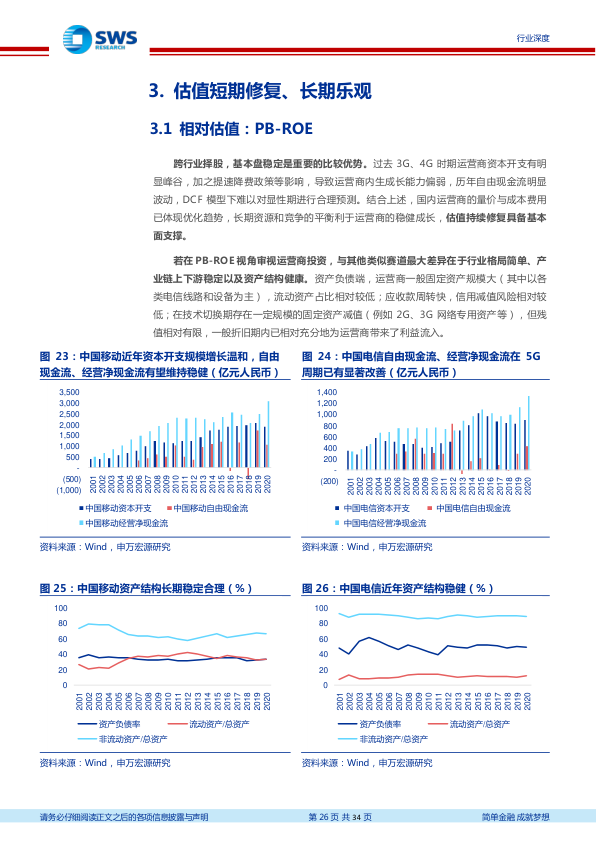 SWS
RESEARCH
行业深度
3. 估值短期修复、长期乐观
3.1 相对估值：PB-ROE
跨行业择股，基本盘稳定是重要的比较优势。过去 3G、4G 时期运营商资本开支有明
显峰谷，加之提速降费政策等影响，导致运营商内生成长能力偏弱，历年自由现金流明显
波动，DCF 模型下难以对显性期进行合理预测。结合上述，国内运营商的量价与成本费用
已体现优化趋势，长期资源和竞争的平衡利于运营商的稳健成长，估值持续修复具备基本
面支撑。
若在 PB-ROE 视角审视运营商投资，与其他类似赛道最大差异在于行业格局简单、产
业链上下游稳定以及资产结构健康。资产负债端，运营商一般固定资产规模大（其中以各
类电信线路和设备为主），流动资产占比相对较低；应收款周转快，信用减值风险相对较
低；在技术切换期存在一定规模的固定资产减值（例如 2G、3G 网络专用资产等），但残
值相对有限，一般折旧期内已相对充分地为运营商带来了利益流入。
图 23：中国移动近年资本开支规模增长温和，自由
现金流、经营净现金流有望维持稳健（亿元人民币）
3,500
3,000
2,500
2,000
1,500
1,000
500
-
(500)
(1,000)
2001 2002 2003 2004 2005 2006 2007 2008 2009 2010 2011 2012 2013 2014 2015 2016 2017 2018 2019 2020
中国移动资本开支 中国移动自由现金流
中国移动经营净现金流
资料来源：Wind，申万宏源研究
图 24：中国电信自由现金流、经营净现金流在 5G
周期已有显著改善（亿元人民币）
1,400
1,200
1,000
800
600
400
200
-
(200)
2001 2002 2003 2004 2005 2006 2007 2008 2009 2010 2011 2012 2013 2014 2015 2016 2017 2018 2019 2020
中国电信资本开支 中国电信自由现金流
中国电信经营净现金流
资料来源：Wind，申万宏源研究
图 25：中国移动资产结构长期稳定合理（%）
100
80
60
40
20
0
2001 2002 2003 2004 2005 2006 2007 2008 2009 2010 2011 2012 2013 2014 2015 2016 2017 2018 2019 2020
资产负债率 流动资产/总资产
非流动资产/总资产
资料来源：Wind，申万宏源研究
图 26：中国电信近年资产结构稳健（%）
100
80
60
40
20
0
2001 2002 2003 2004 2005 2006 2007 2008 2009 2010 2011 2012 2013 2014 2015 2016 2017 2018 2019 2020
资产负债率 流动资产/总资产
非流动资产/总资产
资料来源：Wind，申万宏源研究
请务必仔细阅读正文之后的各项信息披露与声明 第 26 页 共 34 页 简单金融 成就梦想